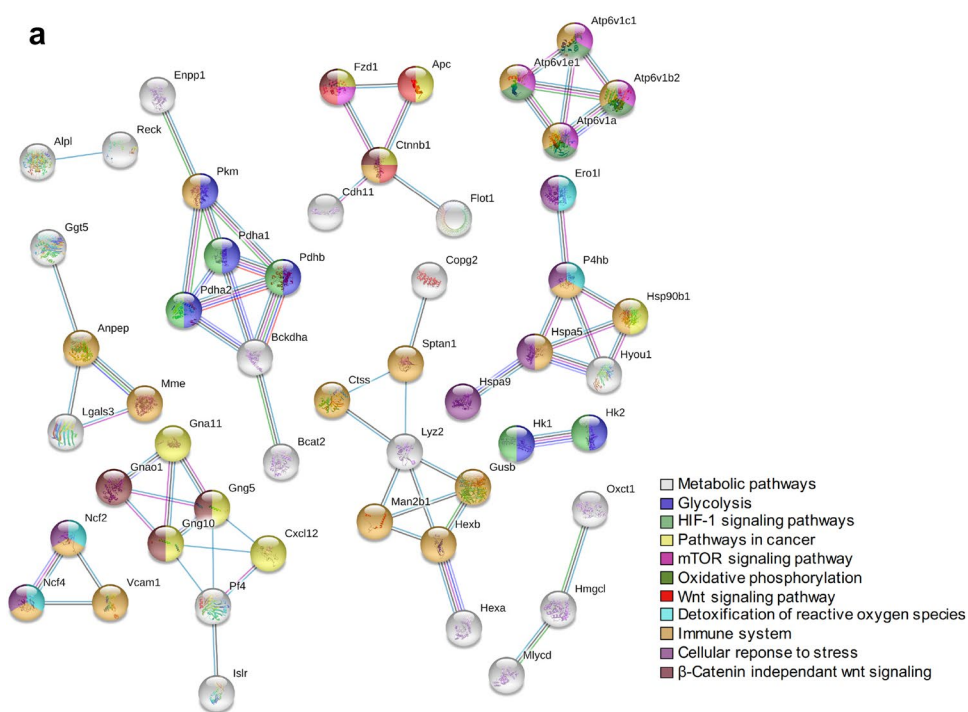 a
Atp6v1c1
Enpp1
Fzd1
Apc
Atp6v1e1
Atp6v1b2
Atp6v1a
Alpl
Reck
Pkm
Ctnnb1
Cdh11
Flot1
Ero1l
Ggt5
Pdha1
Pdhb
Pdha2
Copg2
P4hb
Hsp90b1
Anpep
Bckdha
Sptan1
Hspa5
Hyou1
Mme
Ctss
Hspa9
Lgals3
Gna11
Bcat2
Lyz2
Hk1
Hk2
Gnao1
Gng5
Gusb
Man2b1
Hexb
Oxct1
Ncf2
Gng10
Cxcl12
Ncf4
Vcam1
Pf4
Hexa
Hmgcl
Mlycd
Islr
Metabolic pathways
Glycolysis
HIF-1 signaling pathways
Pathways in cancer
mTOR signaling pathway
Oxidative phosphorylation
Wnt signaling pathway
Detoxification of reactive oxygen species
Immune system
Cellular reponse to stress
β-Catenin independant wnt signaling